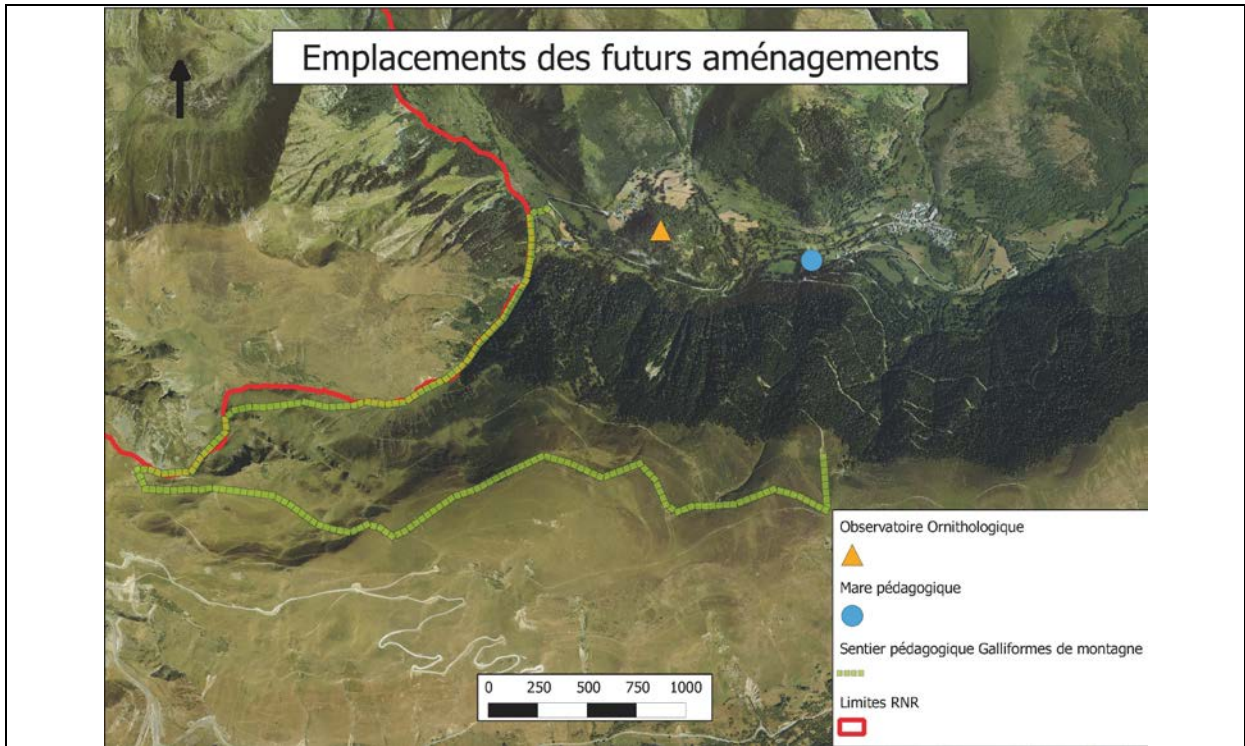 Emplacements des futurs aménagements
Observatoire Ornithologique
Mare pédagogique
Sentier pédagogique Galliformes de montagne
Limites RNR
0 250 500 750 1000